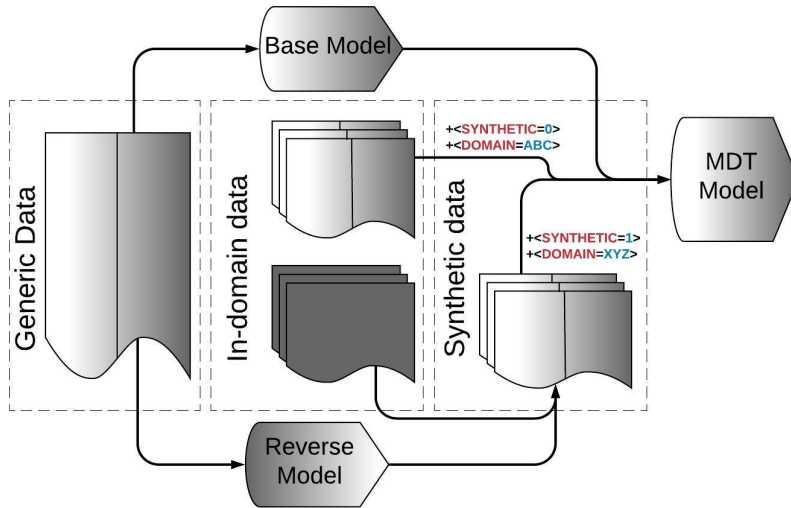 Base Model
Generic Data
In-domain data
Synthetic data
+<SYNTHETIC=0>
+<DOMAIN=ABC>
MDT
Model
+<SYNTHETIC=1>
+<DOMAIN=XYZ>
Reverse
Model